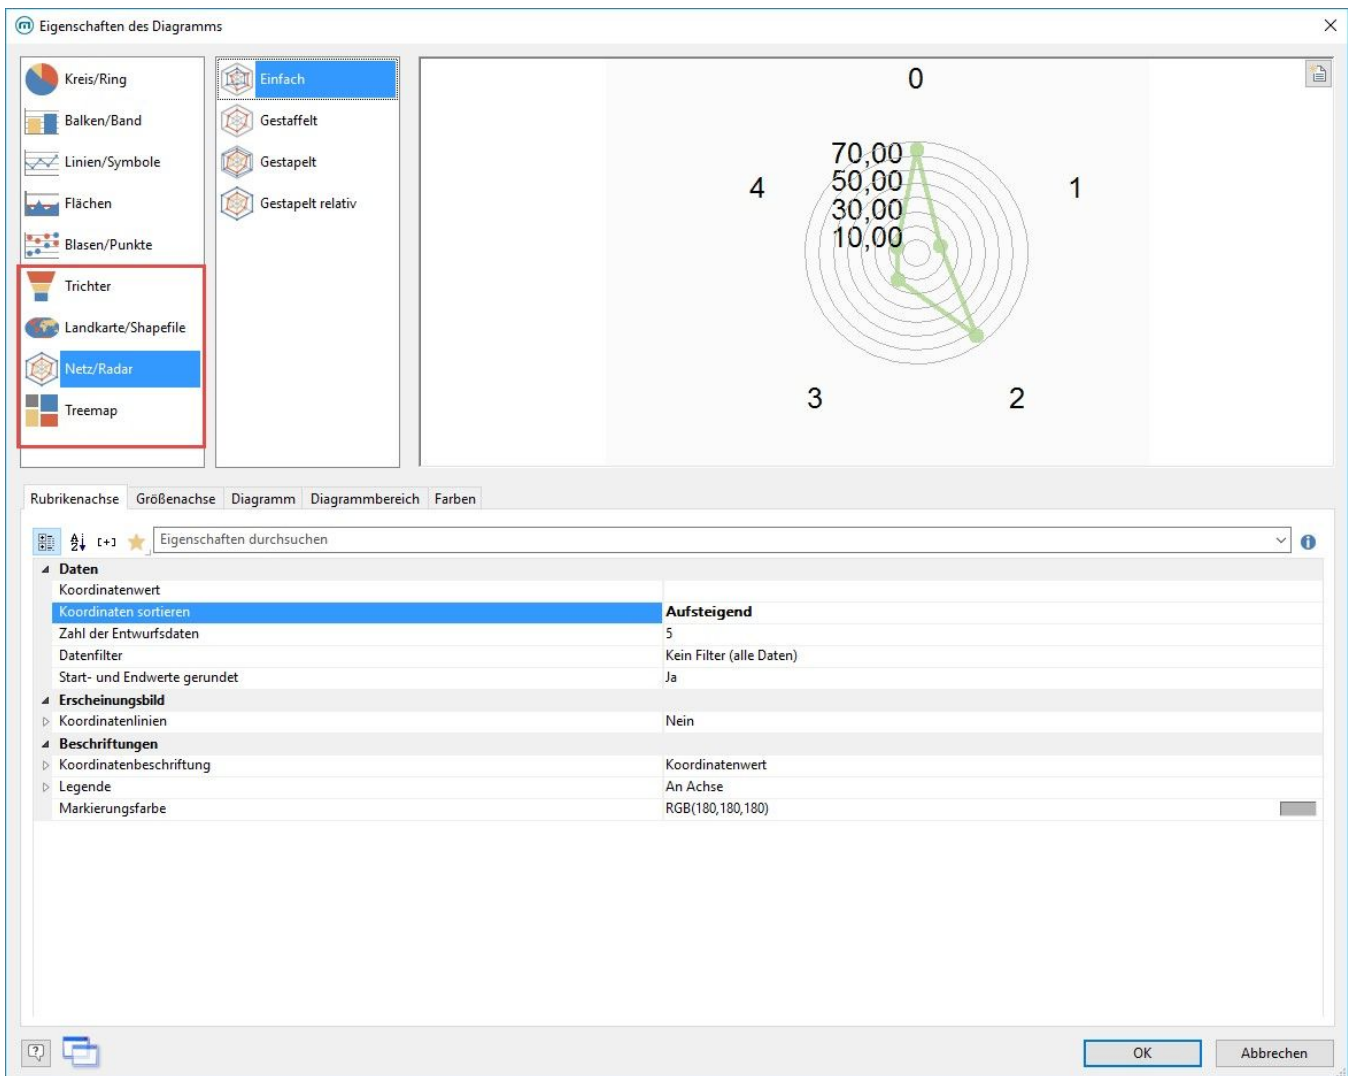 Eigenschaften des Diagramms
Kreis/Ring
Balken/Band
Linien/Symbole
Flächen
Blasen/Punkte
Trichter
Landkarte/Shapefile
Netz/Radar
Treemap
Einfach
Gestaffelt
Gestapelt
Gestapelt relativ
0
70,00
50,00
30,00
10,00
4
1
3
2
Rubrikenachse Größenachse Diagramm Diagrammbereich Farben
Eigenschaften durchsuchen
Daten
Koordinatenwert
Koordinaten sortieren Aufsteigend
Zahl der Entwurfsdaten 5
Datenfilter Kein Filter (alle Daten)
Start- und Endwerte gerundet Ja
Erscheinungsbild
Koordinatenlinien Nein
Beschriftungen
Koordinatenbeschriftung Koordinatenwert
Legende An Achse
Markierungsfarbe RGB(180,180,180)
OK Abbrechen